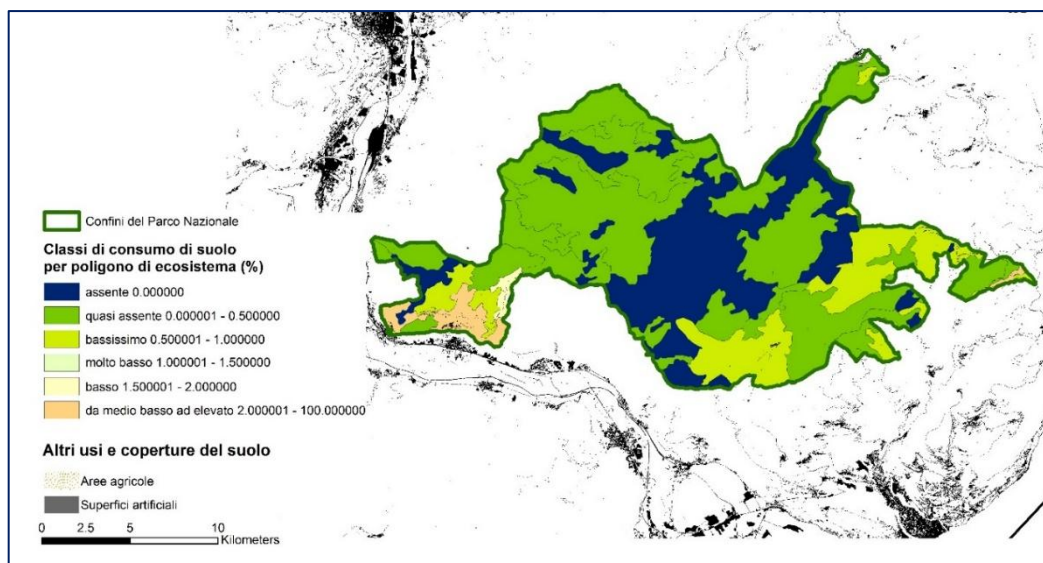 Confini del Parco Nazionale
Classi di consumo di suolo
per poligono di ecosistema (%)
assente 0.000000
quasi assente 0.000001 - 0.500000
bassissimo 0.500001 - 1.000000
molto basso 1.000001 - 1.500000
basso 1.500001 - 2.000000
da medio basso ad elevato 2.000001 - 100.000000
Altri usi e coperture del suolo
Aree agricole
Superfici artificiali
0 2.5 5 10
Kilometers